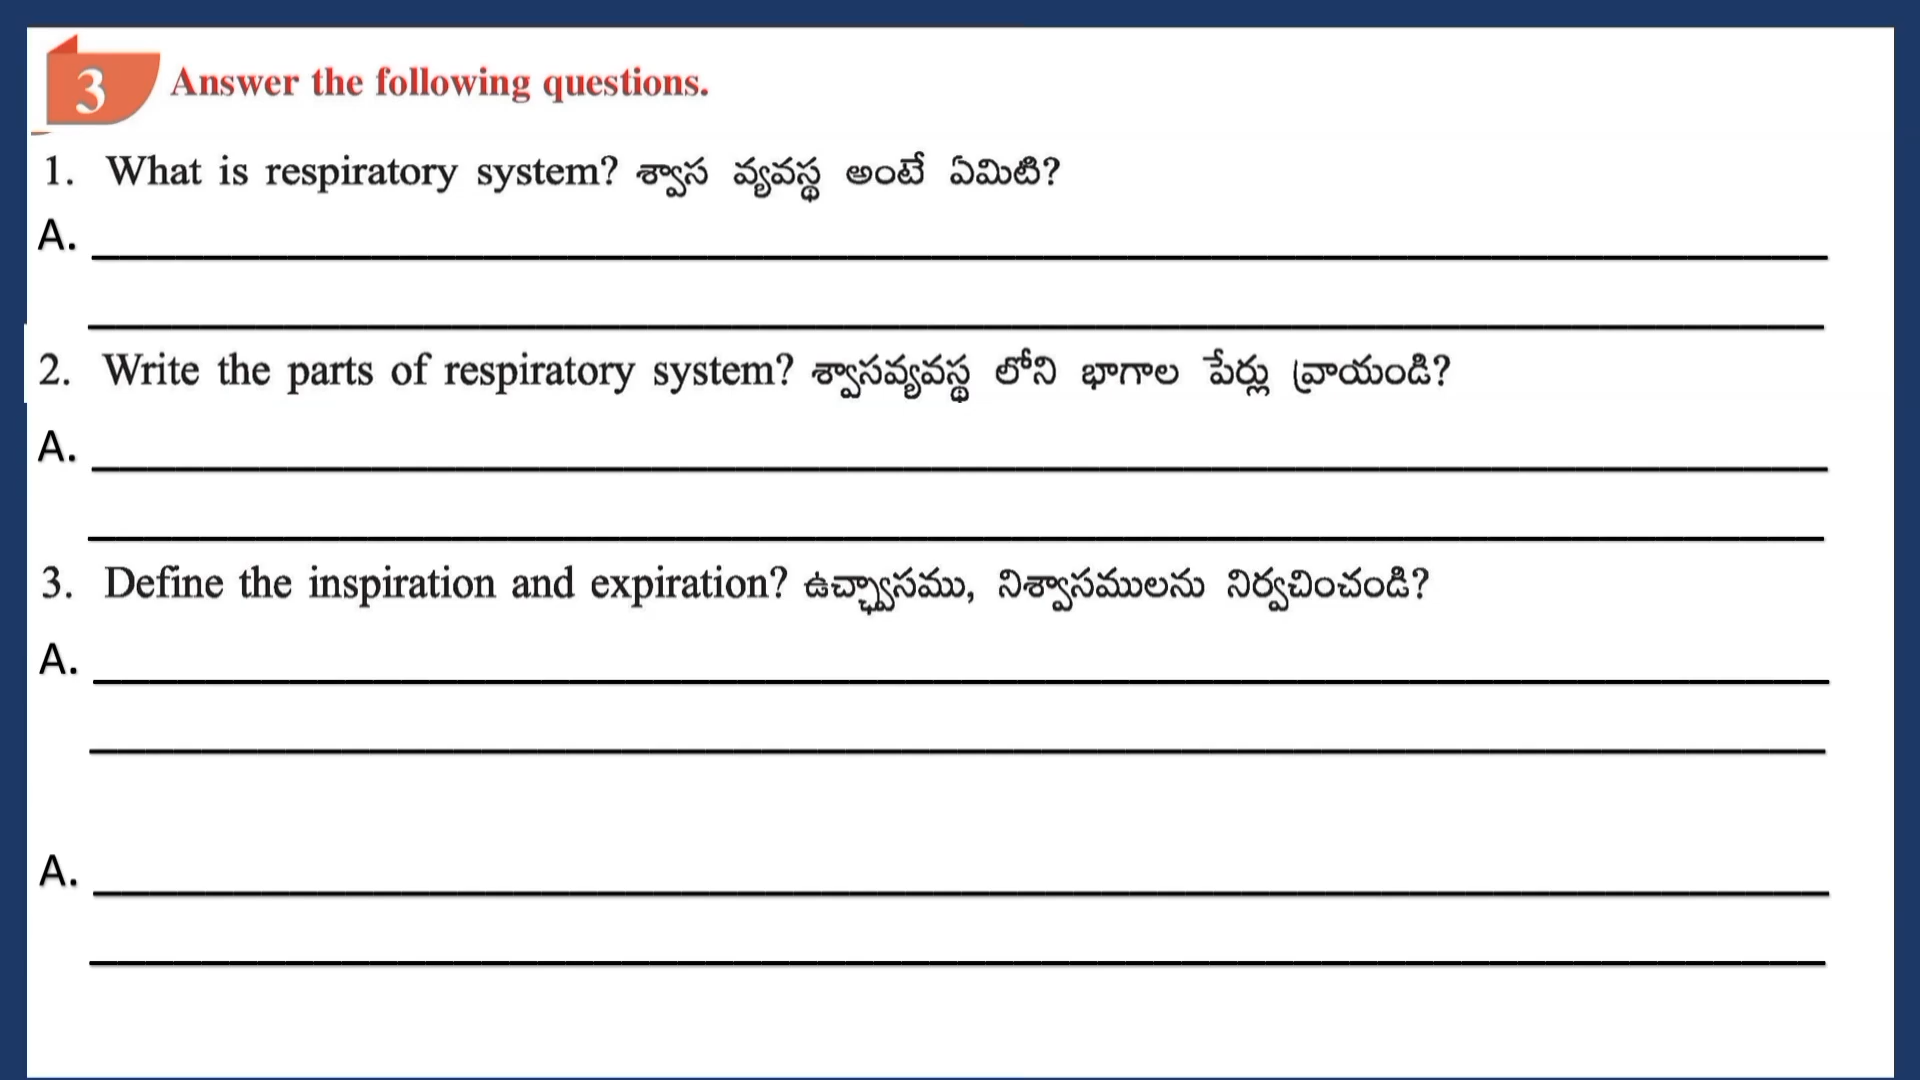 3 Answer the following questions.
1. What is respiratory system? శ్వాస వ్యవస్థ అంటే ఏమిటి?
A.
2. Write the parts of respiratory system? శ్వాసవ్యవస్థ లోని భాగాల పేర్లు వ్రాయండి?
A.
3. Define the inspiration and expiration? ఉచ్ఛ్వాసము, నిశ్వాసములను నిర్వచించండి?
A.
A.